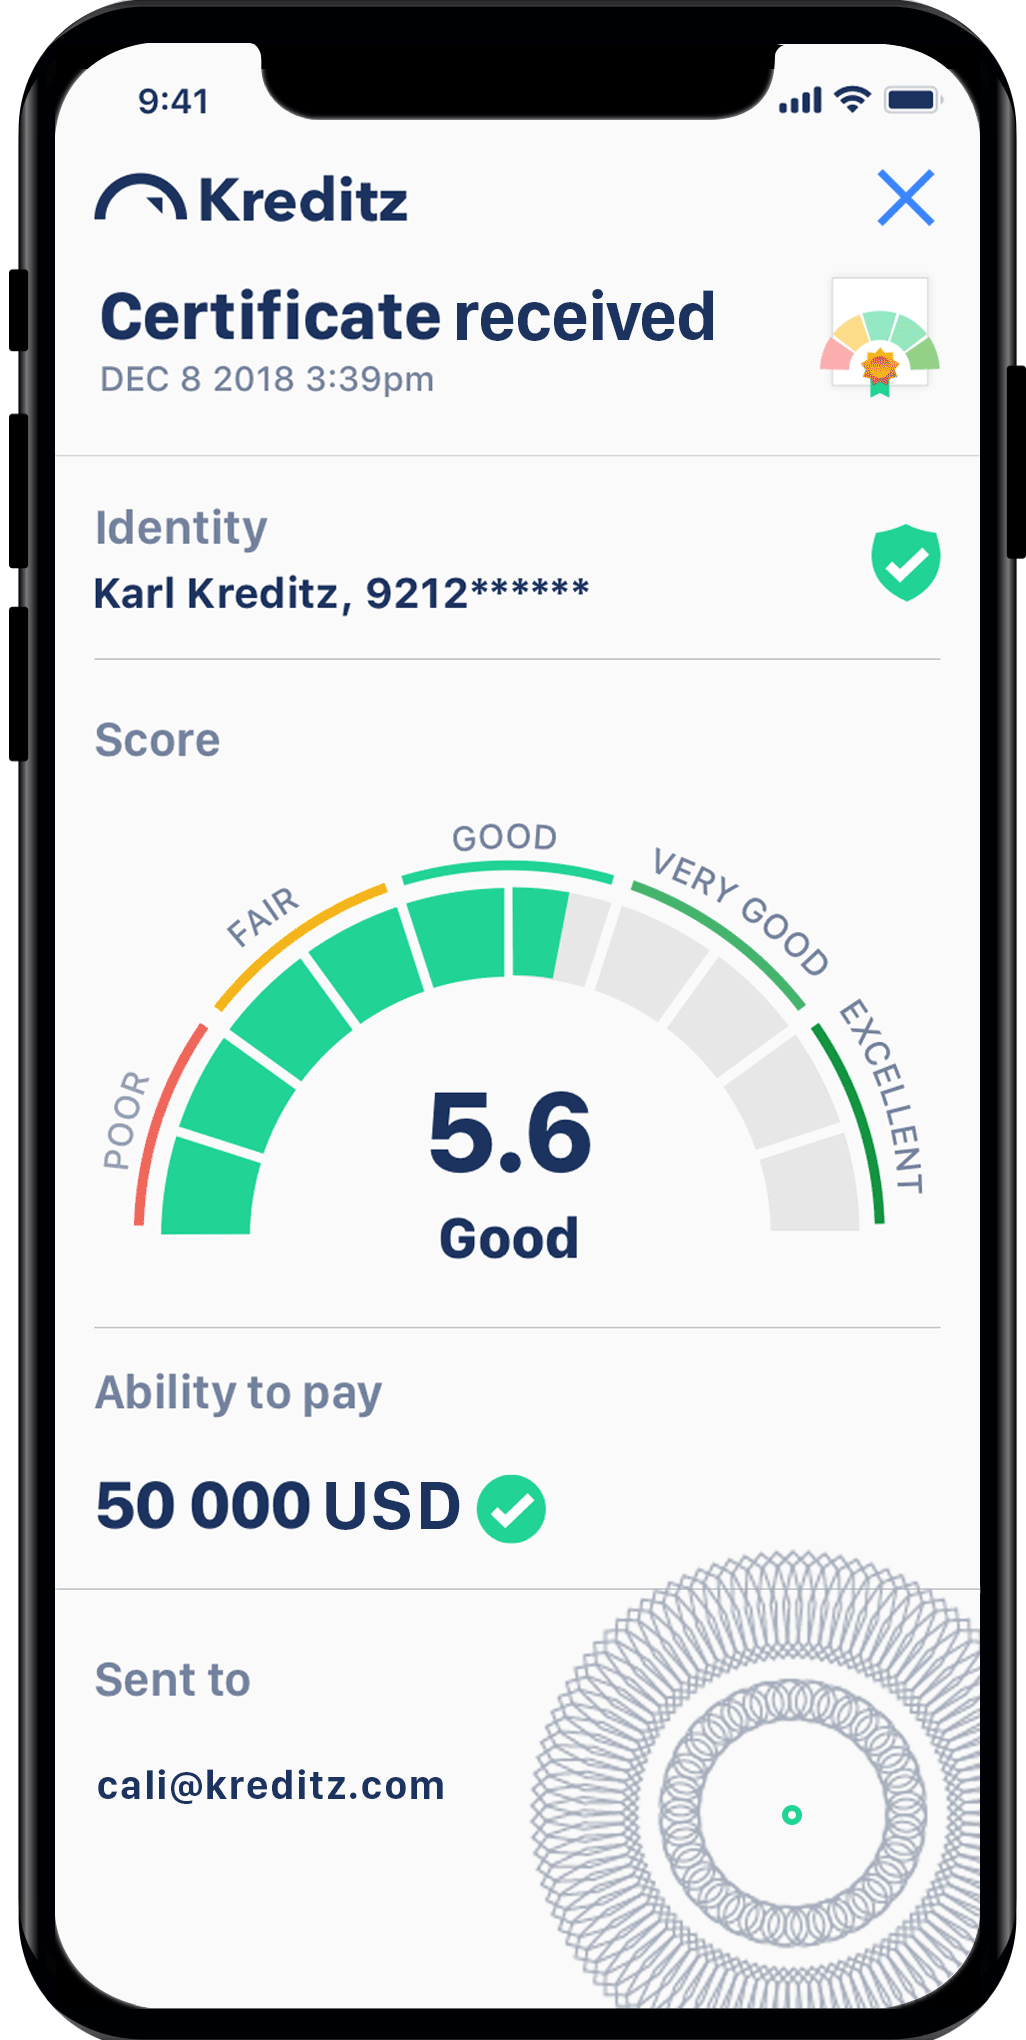 9:41
Kreditz
Certificate received
DEC 8 2018 3:39pm
Identity
Karl Kreditz, 9212******
Score
POOR
FAIR
GOOD
VERY GOOD
EXCELLENT
5.6
Good
Ability to pay
50 000 USD
Sent to
cali@kreditz.com